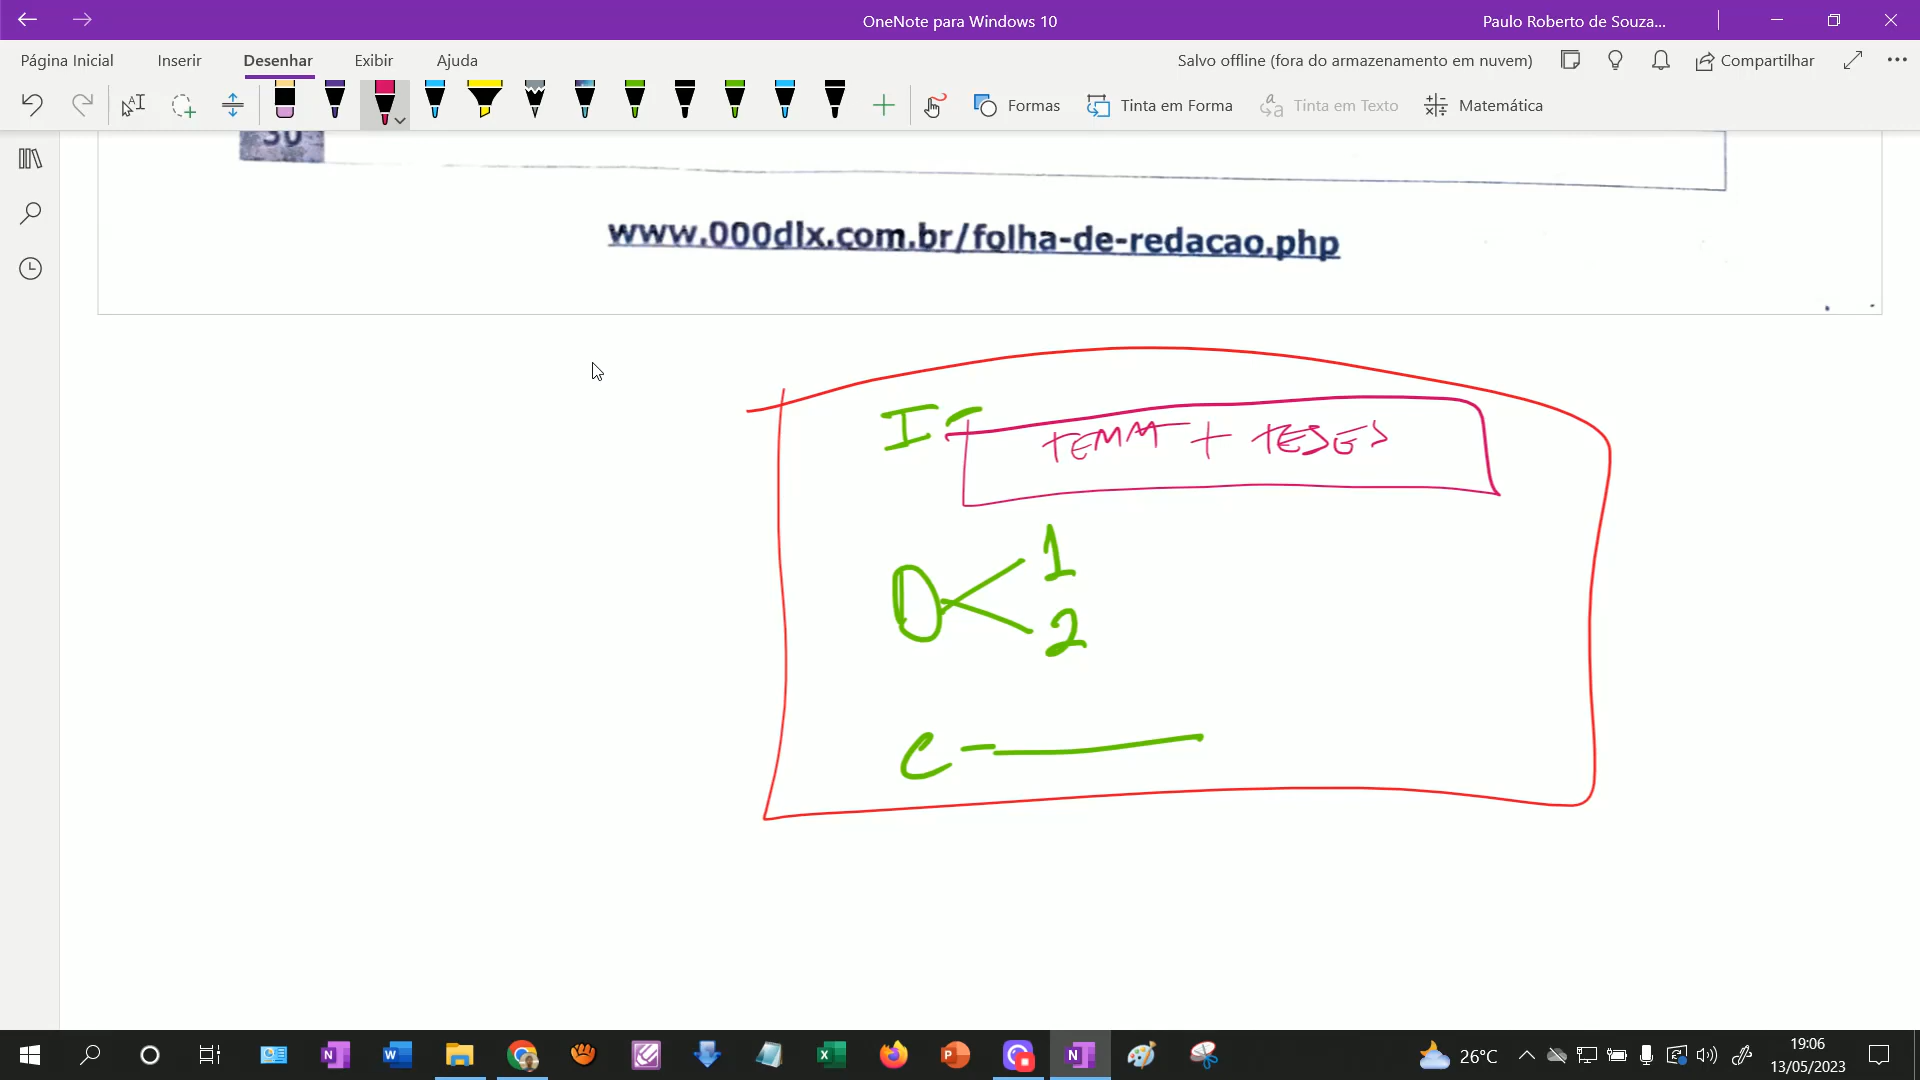 OneNote para Windows 10
Paulo Roberto de Souza...
Página Inicial
Inserir
Desenhar
Exibir
Ajuda
Salvo offline (fora do armazenamento em nuvem)
Compartilhar
Formas
Tinta em Forma
Tinta em Texto
Matemática
30
www.000dlx.com.br/folha-de-redacao.php
I
TEMA + TESES
D
1
2
C
26°C
19:06
13/05/2023